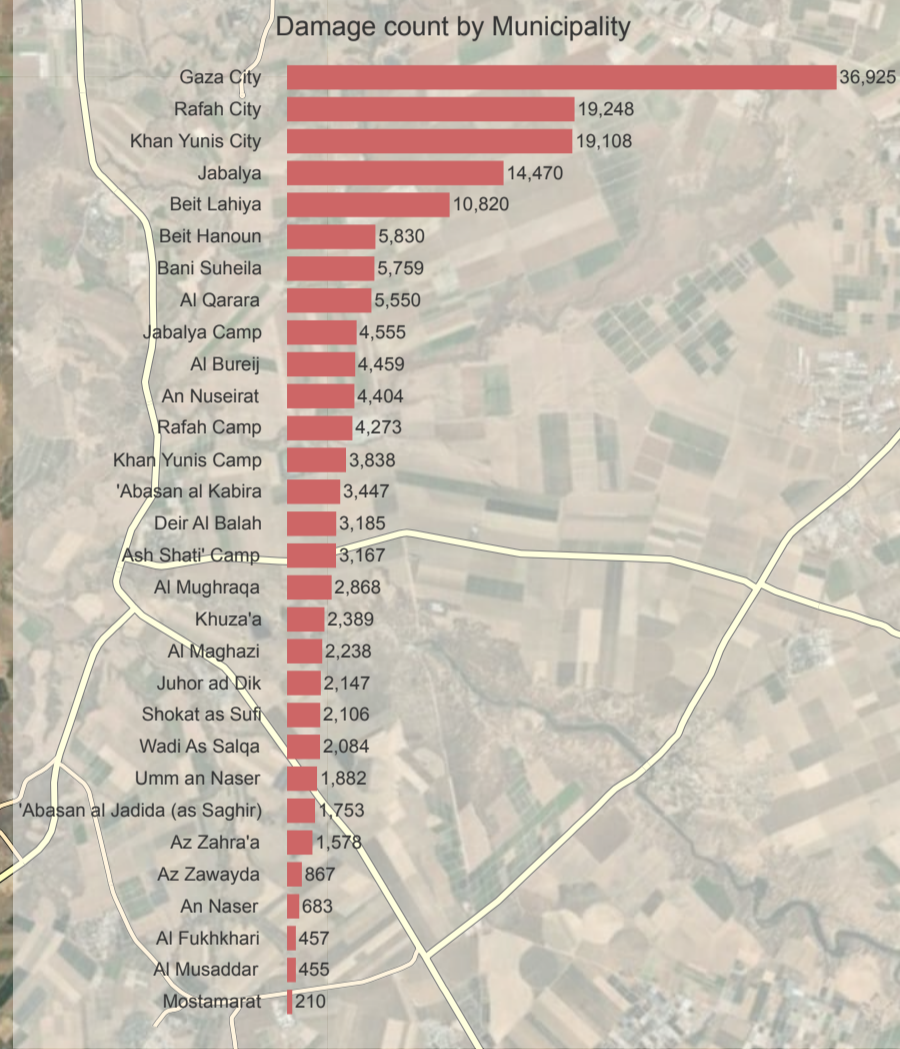 Damage count by Municipality
Gaza City 36,925
Rafah City 19,248
Khan Yunis City 19,108
Jabalya 14,470
Beit Lahiya 10,820
Beit Hanoun 5,830
Bani Suheila 5,759
Al Qarara 5,550
Jabalya Camp 4,555
Al Bureij 4,459
An Nuseirat 4,404
Rafah Camp 4,273
Khan Yunis Camp 3,838
'Abasan al Kabira 3,447
Deir Al Balah 3,185
Ash Shati' Camp 3,167
Al Mughraqa 2,868
Khuza'a 2,389
Al Maghazi 2,238
Juhor ad Dik 2,147
Shokat as Sufi 2,106
Wadi As Salqa 2,084
Umm an Naser 1,882
'Abasan al Jadida (as Saghir) 1,753
Az Zahra'a 1,578
Az Zawayda 867
An Naser 683
Al Fukhkhari 457
Al Musaddar 455
Mostamarat 210